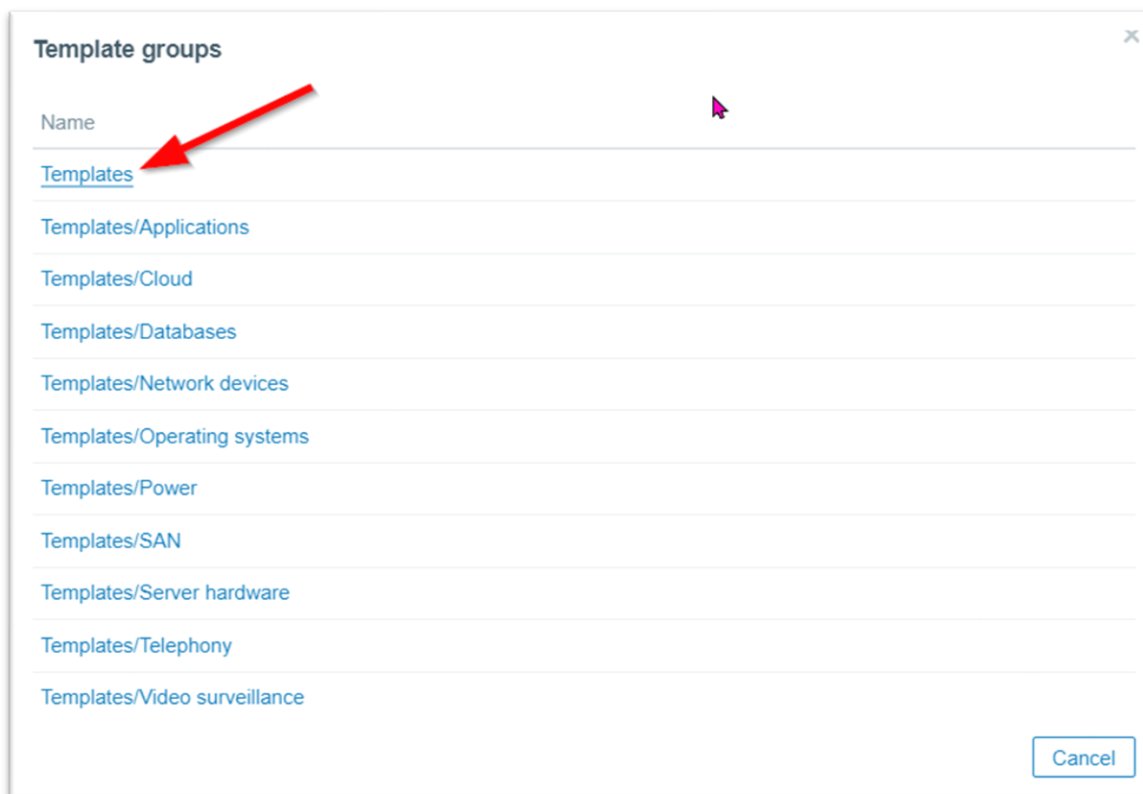 Template groups
Name
Templates
Templates/Applications
Templates/Cloud
Templates/Databases
Templates/Network devices
Templates/Operating systems
Templates/Power
Templates/SAN
Templates/Server hardware
Templates/Telephony
Templates/Video surveillance
Cancel